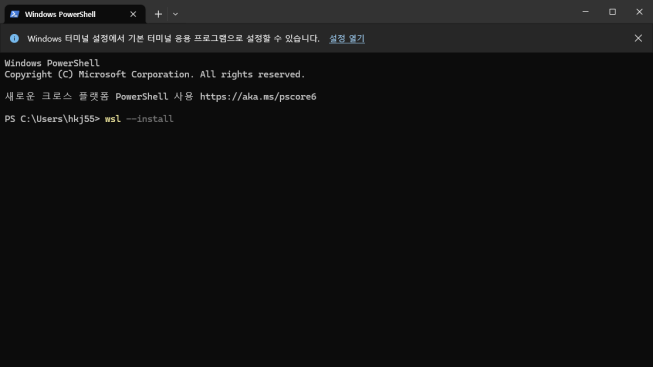 Windows PowerShell
Windows 터미널 설정에서 기본 터미널 응용 프로그램으로 설정할 수 있습니다. 설정 열기
Windows PowerShell
Copyright (C) Microsoft Corporation. All rights reserved.
새로운 크로스 플랫폼 PowerShell 사용 https://aka.ms/pscore6
PS C:\Users\hkj55> wsl --install